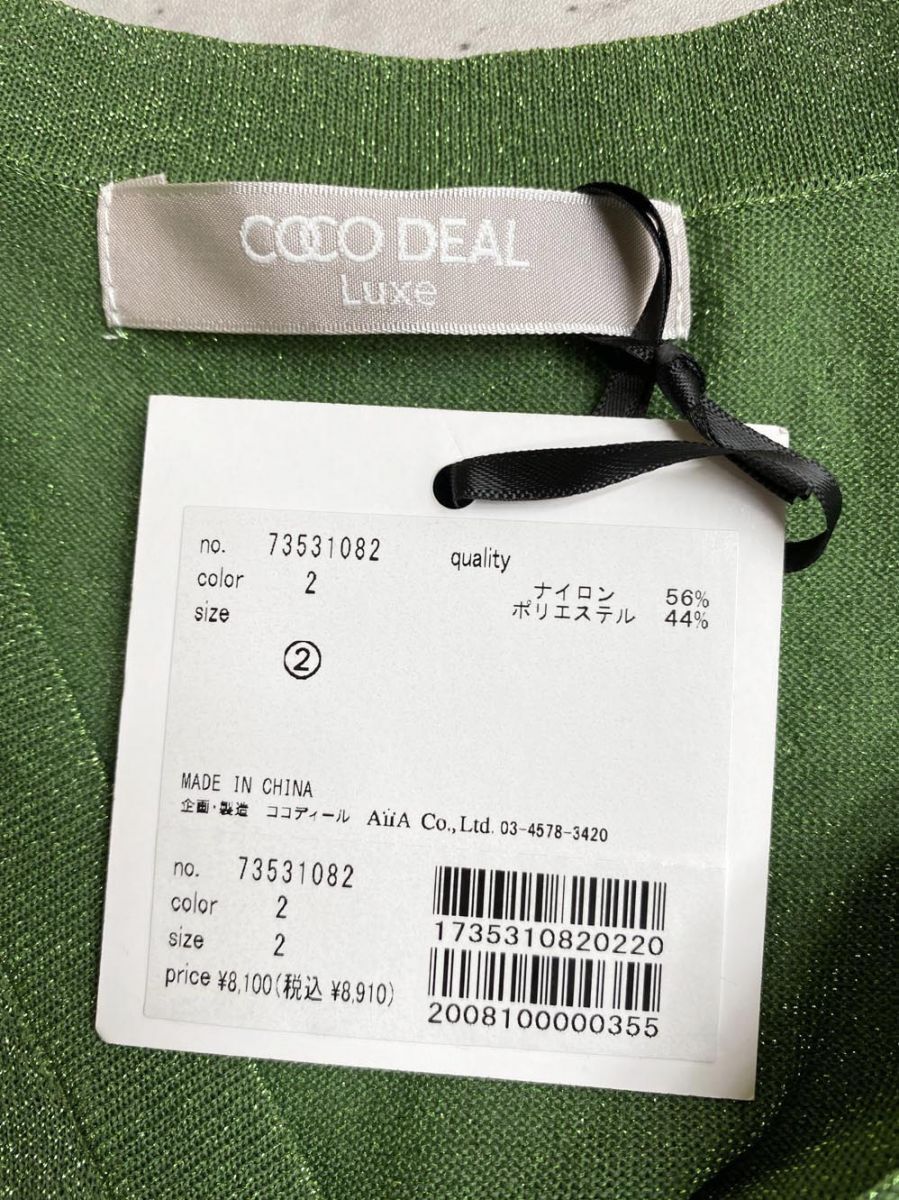 COCO DEAL
Luxe
no. 73531082
color 2
size
②
quality
ナイロン 56%
ポリエステル 44%
MADE IN CHINA
企画・製造 ココディール AiiA Co.,Ltd. 03-4578-3420
no. 73531082
color 2
size 2
price ¥8,100(税込 ¥8,910)
1735310820220
2008100000355